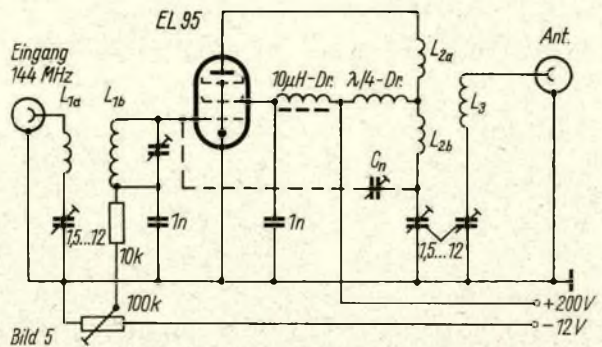 EL 95
Eingang
144 MHz
L1a
L1b
10µH-Dr.
λ/4-Dr.
L2a
Ant.
L3
L2b
Cn
1,5...12
1n
1n
1,5...12
10k
100k
+200V
−12V
Bild 5